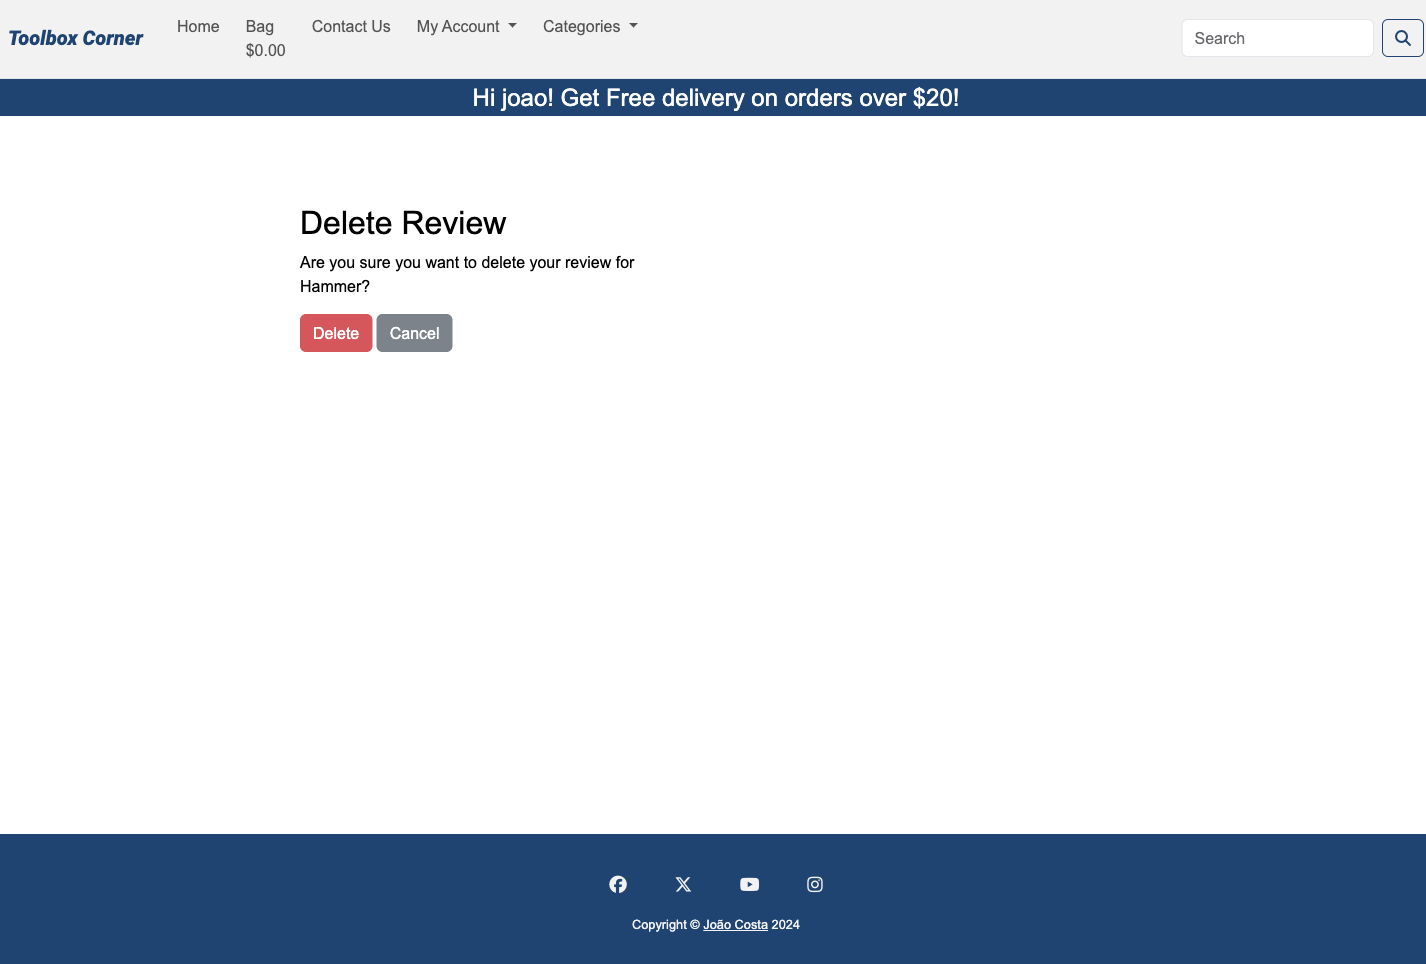 Toolbox Corner
Home
Bag
$0.00
Contact Us
My Account
Categories
Search
Hi joao! Get Free delivery on orders over $20!
Delete Review
Are you sure you want to delete your review for
Hammer?
Delete Cancel
Copyright © João Costa 2024